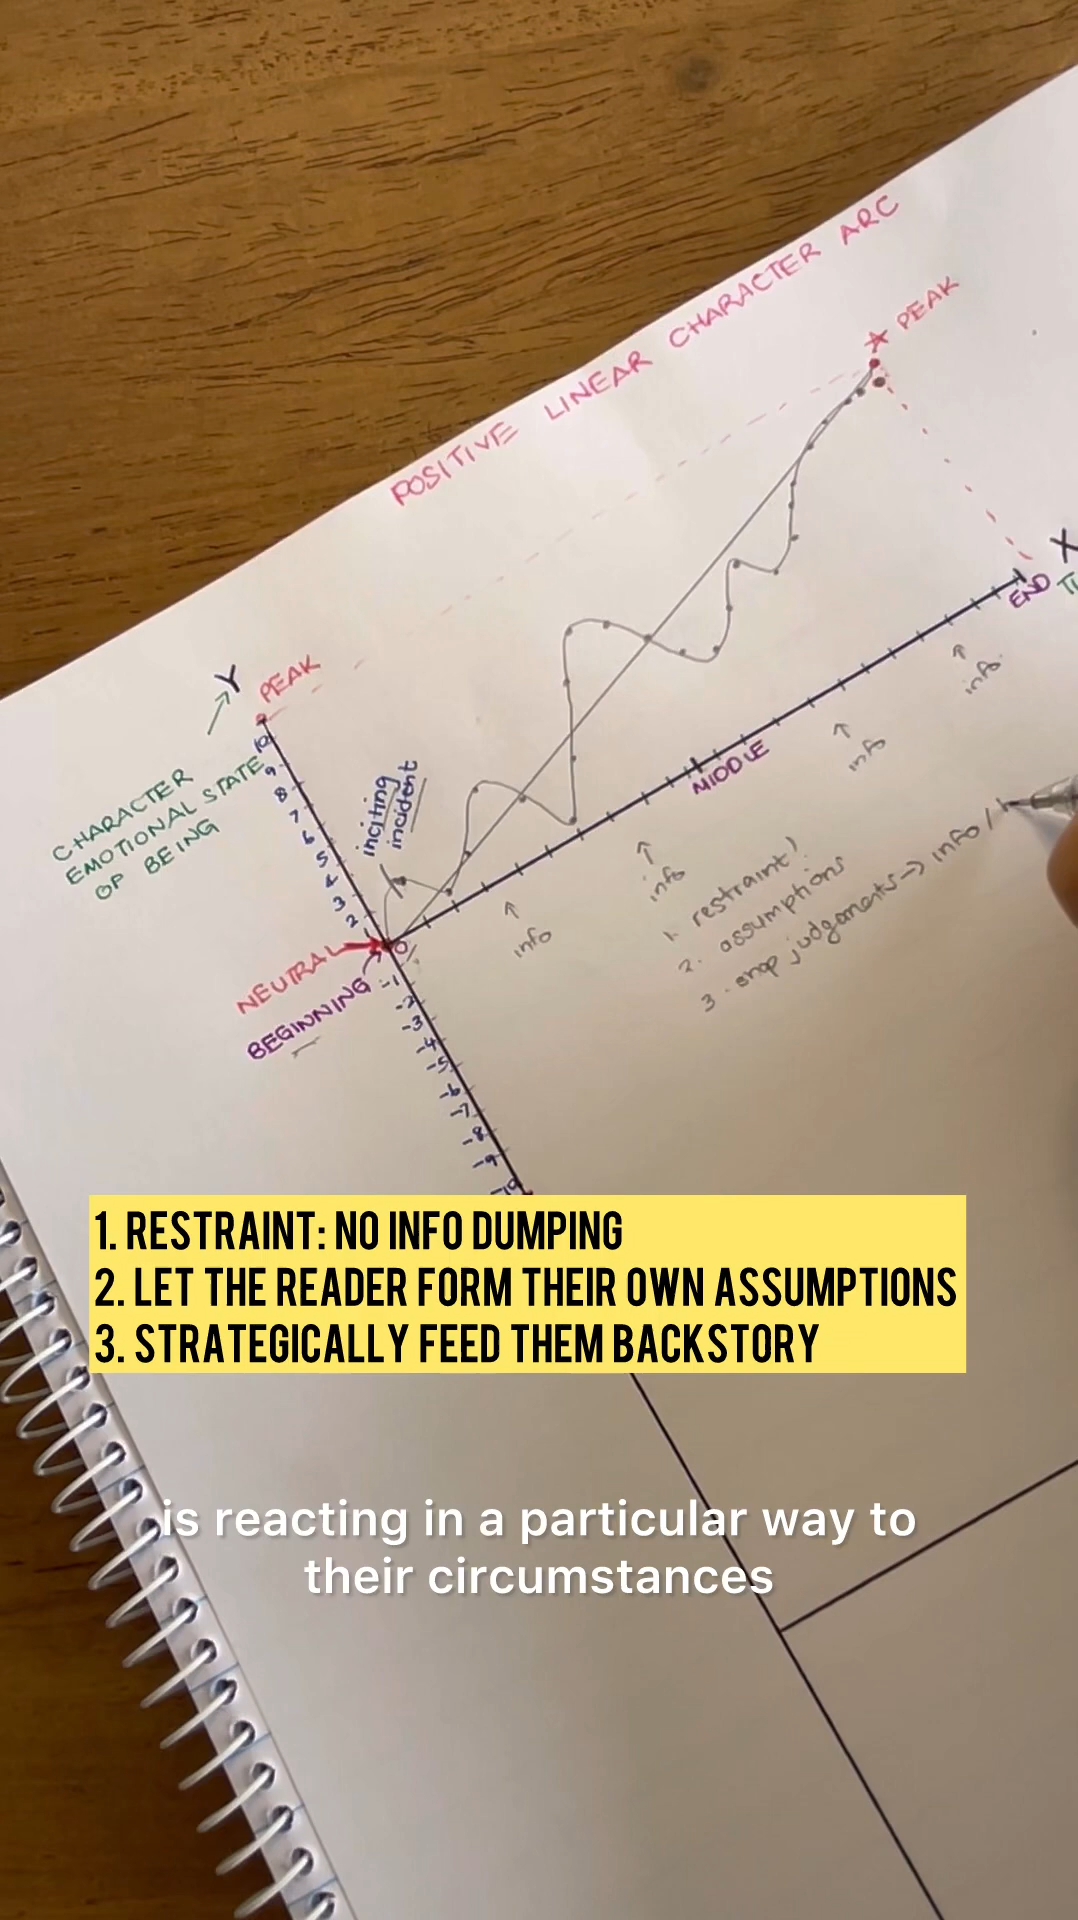 POSITIVE LINEAR CHARACTER ARC
PEAK
Y
PEAK
X
END
CHARACTER
EMOTIONAL STATE
OF BEING
10
9
8
7
6
5
4
3
2
inciting
incident
MIDDLE
info
info
info
info
NEUTRAL
0
BEGINNING
-1
-2
-3
-4
-5
-6
-7
-8
-9
1. restraint!
2. assumptions
3. snap judgements → info /
1. RESTRAINT: NO INFO DUMPING
2. LET THE READER FORM THEIR OWN ASSUMPTIONS
3. STRATEGICALLY FEED THEM BACKSTORY
is reacting in a particular way to
their circumstances